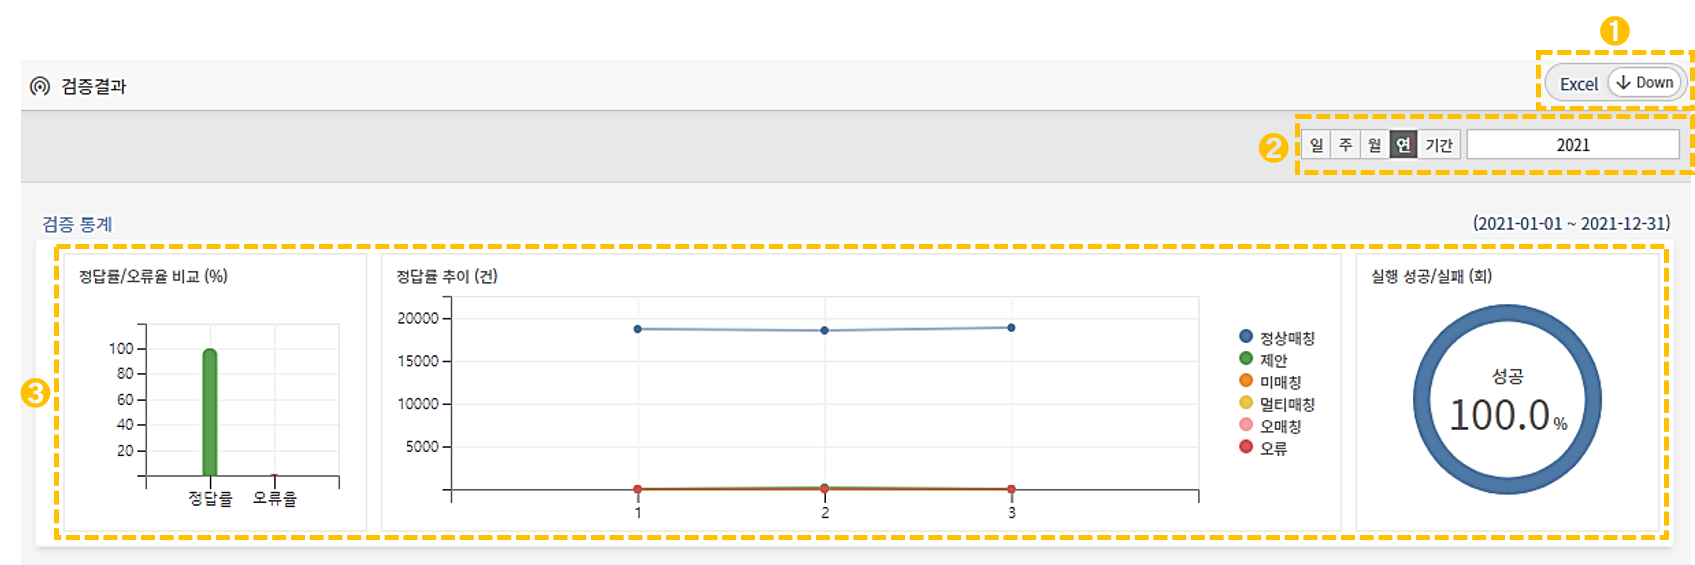 1
검증결과
Excel ↓ Down
2
일 주 월 연 기간 2021
검증 통계
(2021-01-01 ~ 2021-12-31)
3
정답률/오류율 비교 (%)
100
80
60
40
20
정답률 오류율
정답률 추이 (건)
20000
15000
10000
5000
1 2 3
정상매칭
제안
미매칭
멀티매칭
오매칭
오류
실행 성공/실패 (회)
성공
100.0%